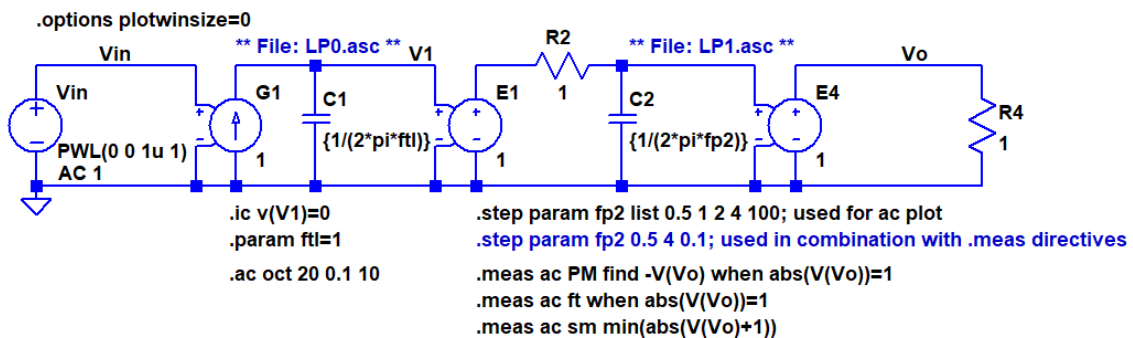 .options plotwinsize=0
Vin
** File: LP0.asc **
V1
R2
** File: LP1.asc **
Vo
Vin
G1
C1
E1
1
C2
E4
R4
PWL(0 0 1u 1)
AC 1
1
{1/(2*pi*ftl)}
1
{1/(2*pi*fp2)}
1
1
.ic v(V1)=0
.param ftl=1
.ac oct 20 0.1 10
.step param fp2 list 0.5 1 2 4 100; used for ac plot
.step param fp2 0.5 4 0.1; used in combination with .meas directives
.meas ac PM find -V(Vo) when abs(V(Vo))=1
.meas ac ft when abs(V(Vo))=1
.meas ac sm min(abs(V(Vo)+1))